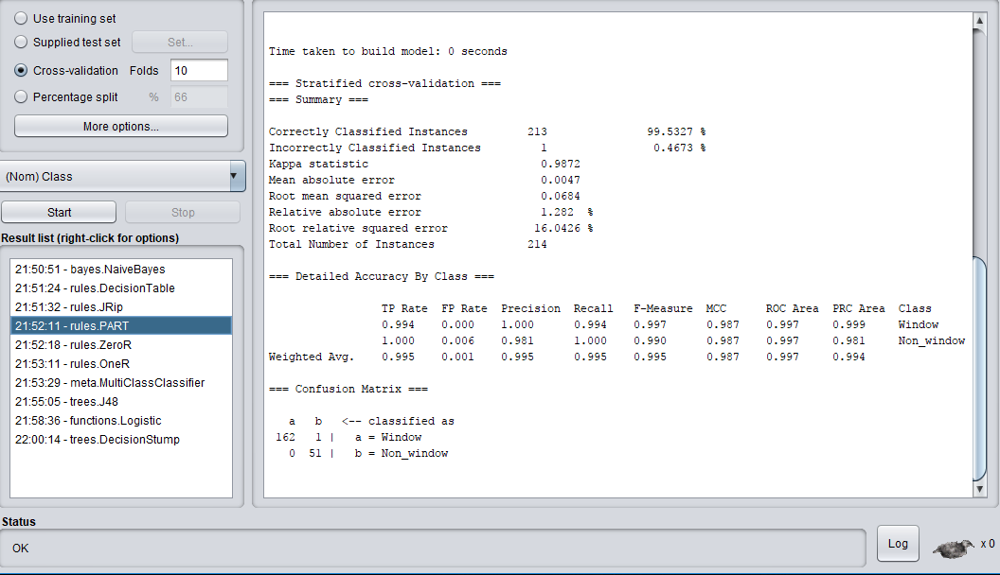 Use training set
Supplied test set Set...
Cross-validation Folds 10
Percentage split % 66
More options...
(Nom) Class
Start Stop
Result list (right-click for options)
21:50:51 - bayes.NaiveBayes
21:51:24 - rules.DecisionTable
21:51:32 - rules.JRip
21:52:11 - rules.PART
21:52:18 - rules.ZeroR
21:53:11 - rules.OneR
21:53:29 - meta.MultiClassClassifier
21:55:05 - trees.J48
21:58:36 - functions.Logistic
22:00:14 - trees.DecisionStump
Time taken to build model: 0 seconds
=== Stratified cross-validation ===
=== Summary ===
Correctly Classified Instances 213 99.5327 %
Incorrectly Classified Instances 1 0.4673 %
Kappa statistic 0.9872
Mean absolute error 0.0047
Root mean squared error 0.0684
Relative absolute error 1.282 %
Root relative squared error 16.0426 %
Total Number of Instances 214
=== Detailed Accuracy By Class ===
TP Rate FP Rate Precision Recall F-Measure MCC ROC Area PRC Area Class
0.994 0.000 1.000 0.994 0.997 0.987 0.997 0.999 Window
1.000 0.006 0.981 1.000 0.990 0.987 0.997 0.981 Non_window
Weighted Avg. 0.995 0.001 0.995 0.995 0.995 0.987 0.997 0.994
=== Confusion Matrix ===
a b <-- classified as
162 1 | a = Window
0 51 | b = Non_window
Status
OK
Log
x 0